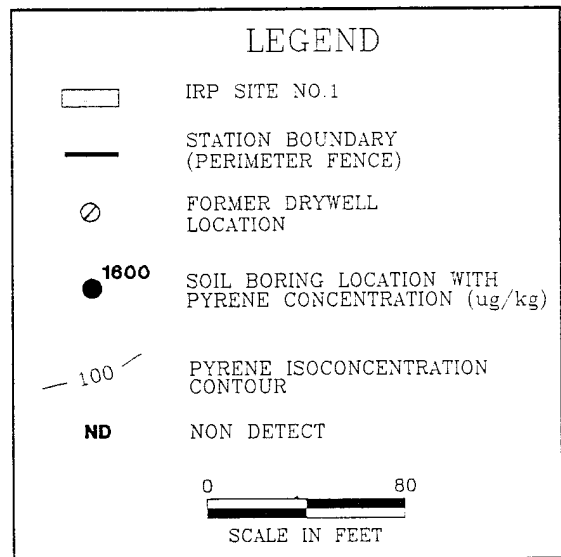 LEGEND
IRP SITE NO.1
STATION BOUNDARY
(PERIMETER FENCE)
FORMER DRYWELL
LOCATION
1600
SOIL BORING LOCATION WITH
PYRENE CONCENTRATION (ug/kg)
100
PYRENE ISOCONCENTRATION
CONTOUR
ND
NON DETECT
0 80
SCALE IN FEET